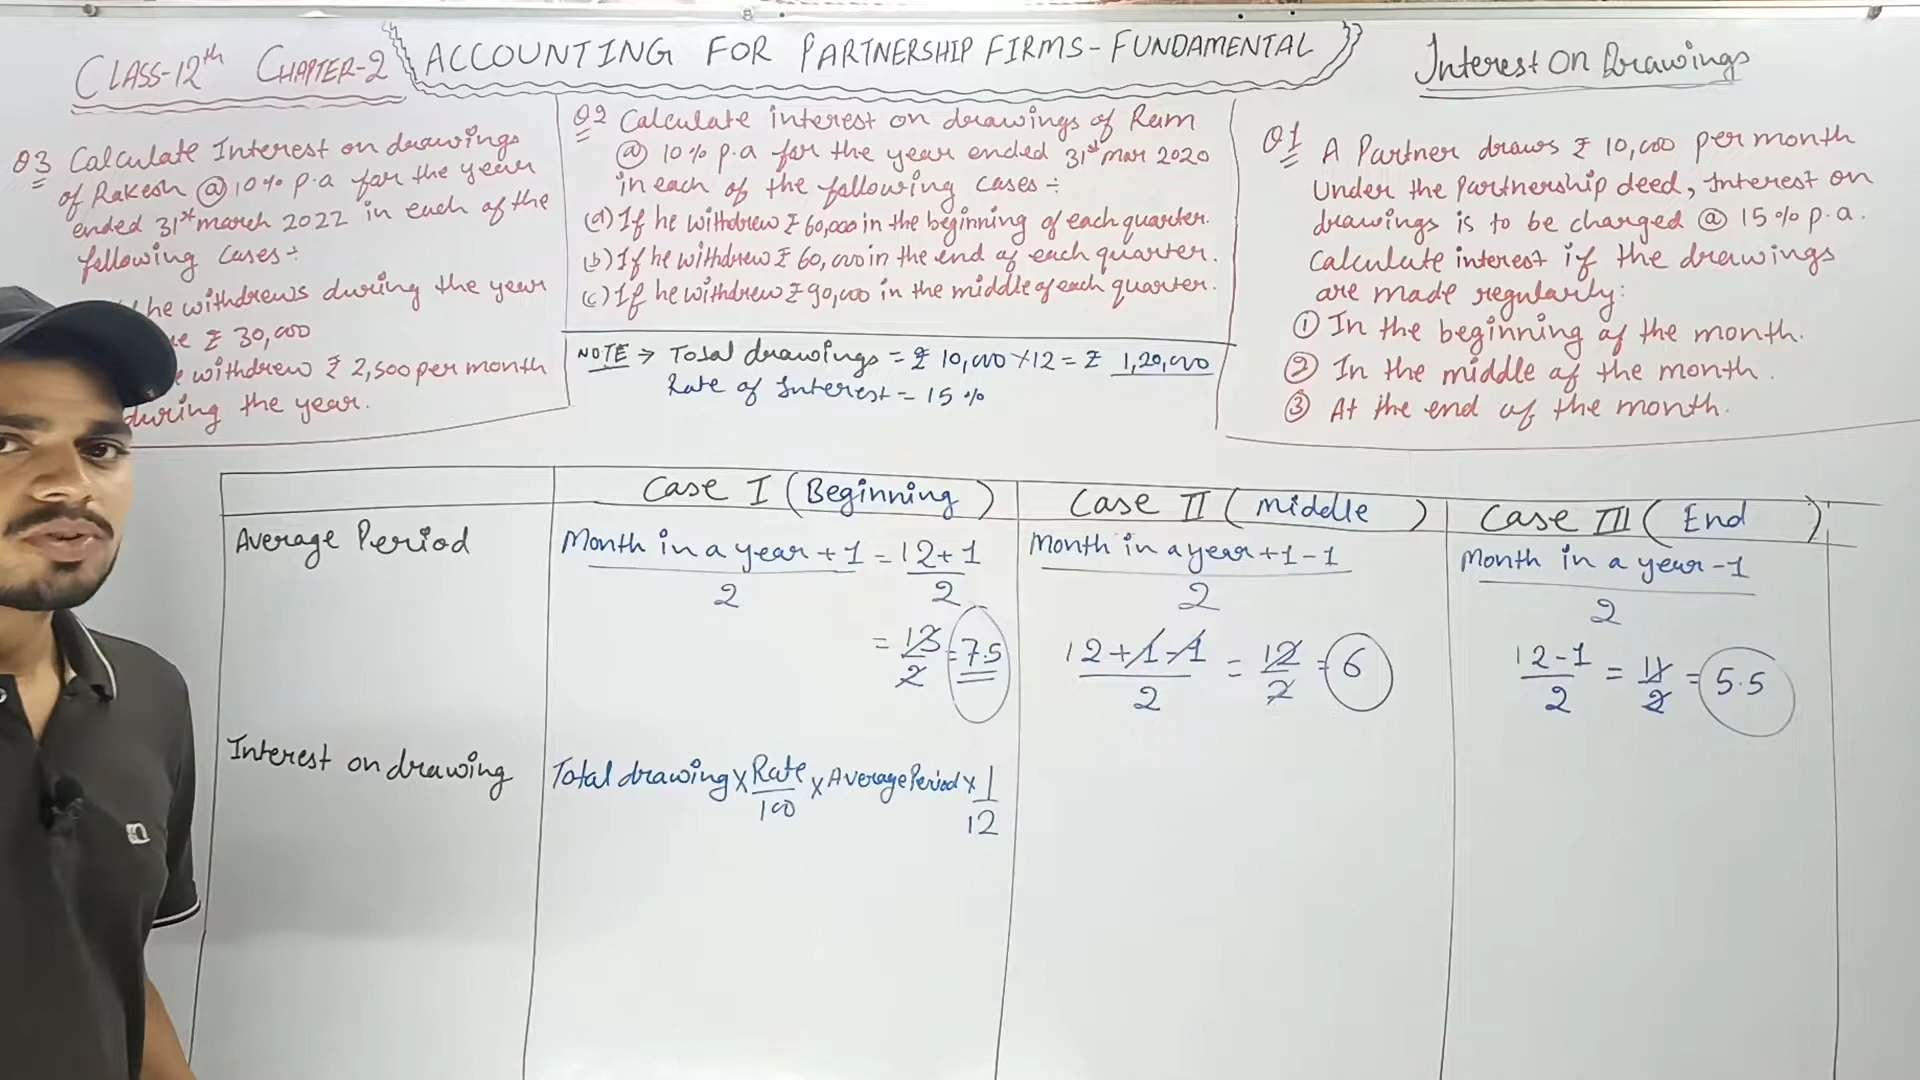 CLASS-12th CHAPTER-2
ACCOUNTING FOR PARTNERSHIP FIRMS-FUNDAMENTAL
Interest On Drawings
Q3 Calculate Interest on drawings
of Rakesh @ 10% p.a for the year
ended 31st march 2022 in each of the
following cases:-
he withdrews during the year
₹ 30,000
withdrew ₹ 2,500 per month
during the year.
Q2 Calculate interest on drawings of Ram
@ 10% p.a for the year ended 31st mar 2020
in each of the following cases:-
(a) If he withdrew ₹ 60,000 in the beginning of each quarter.
(b) If he withdrew ₹ 60,000 in the end of each quarter.
(c) If he withdrew ₹ 90,000 in the middle of each quarter.
Q1 A Partner draws ₹ 10,000 per month
Under the Partnership deed, Interest on
drawings is to be charged @ 15% p.a.
Calculate interest if the drawings
are made regularly:
① In the beginning of the month.
② In the middle of the month.
③ At the end of the month.
NOTE → Total drawings = ₹ 10,000 × 12 = ₹ 1,20,000
Rate of Interest = 15 %
Case I (Beginning) Case II (Middle) Case III (End)
Average Period
Month in a year + 1 = 12 + 1
2 2
= 13/2 = 7.5
Month in a year + 1 - 1
2
12 + 1 - 1 = 12 = 6
2 2
Month in a year - 1
2
12 - 1 = 11 = 5.5
2 2
Interest on drawing
Total drawing × Rate × Average Period × 1
100 12